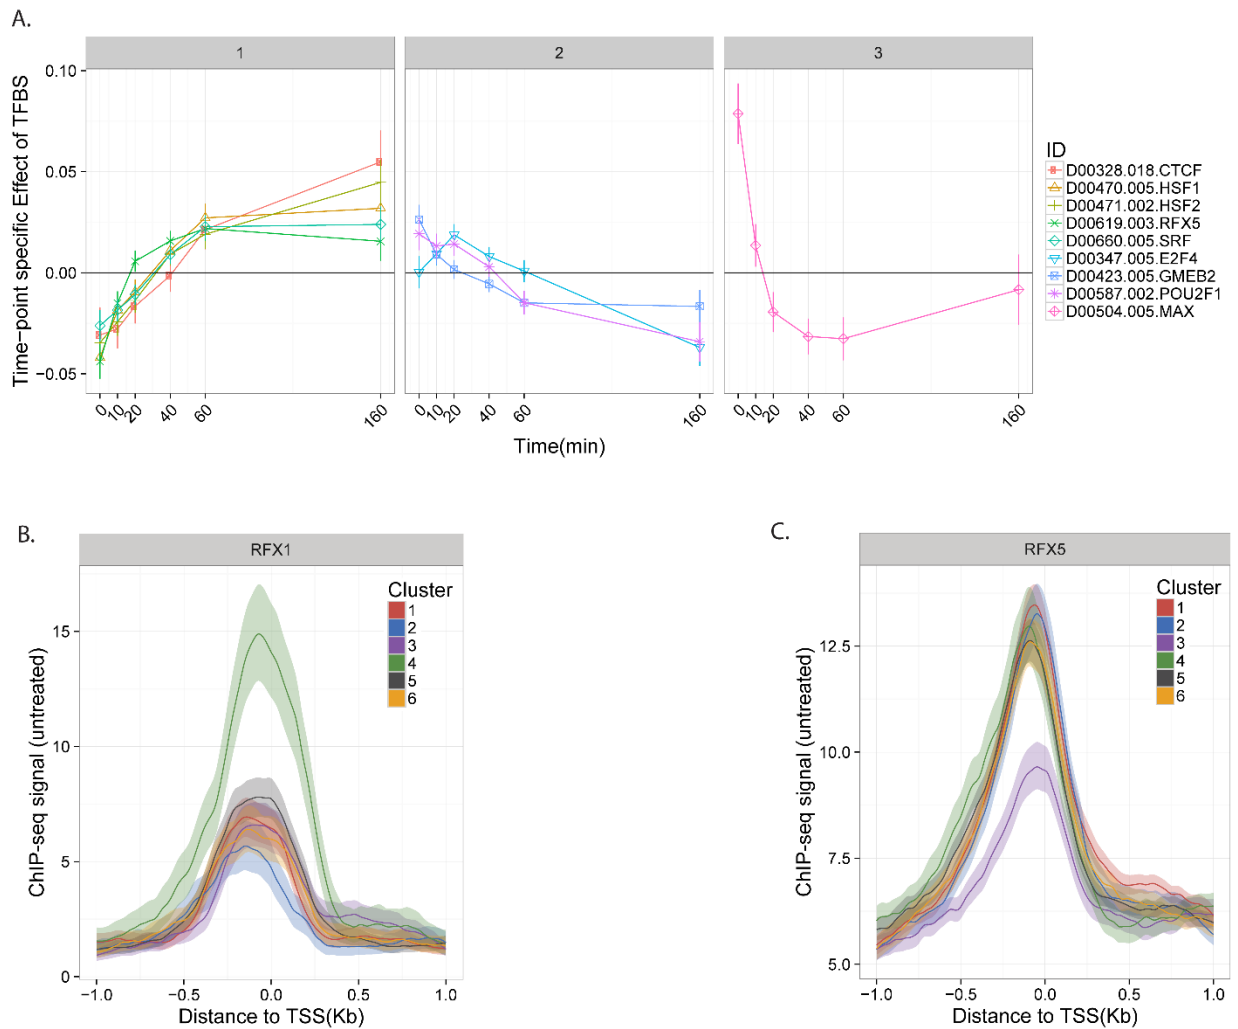 A.
1 2 3
Time-point specific Effect of TFBS
0.10
0.05
0.00
−0.05
0 10 20 40 60 160 0 10 20 40 60 160 0 10 20 40 60 160
Time(min)
ID
D00328.018.CTCF
D00470.005.HSF1
D00471.002.HSF2
D00619.003.RFX5
D00660.005.SRF
D00347.005.E2F4
D00423.005.GMEB2
D00587.002.POU2F1
D00504.005.MAX
B.
RFX1
ChIP-seq signal (untreated)
15
10
5
0
Cluster
1
2
3
4
5
6
−1.0 −0.5 0.0 0.5 1.0
Distance to TSS(Kb)
C.
RFX5
ChIP-seq signal (untreated)
12.5
10.0
7.5
5.0
Cluster
1
2
3
4
5
6
−1.0 −0.5 0.0 0.5 1.0
Distance to TSS(Kb)